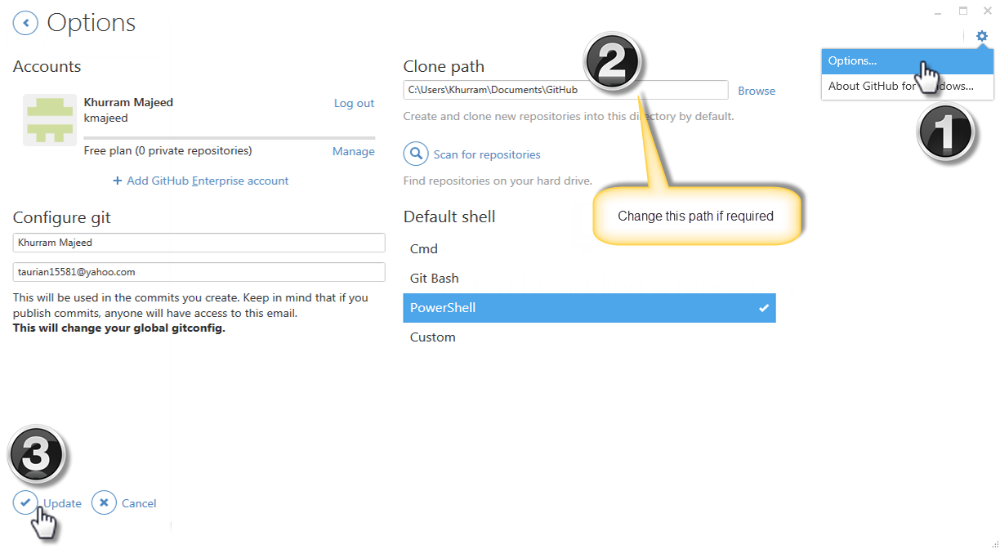 Options
Accounts
Khurram Majeed
kmajeed
Log out
Free plan (0 private repositories)
Manage
+ Add GitHub Enterprise account
Configure git
Khurram Majeed
taurian15581@yahoo.com
This will be used in the commits you create. Keep in mind that if you
publish commits, anyone will have access to this email.
This will change your global gitconfig.
3
Update
Cancel
Clone path
2
C:\Users\Khurram\Documents\GitHub
Browse
Create and clone new repositories into this directory by default.
Scan for repositories
Find repositories on your hard drive.
Change this path if required
Default shell
Cmd
Git Bash
PowerShell
Custom
Options...
About GitHub for Windows...
1